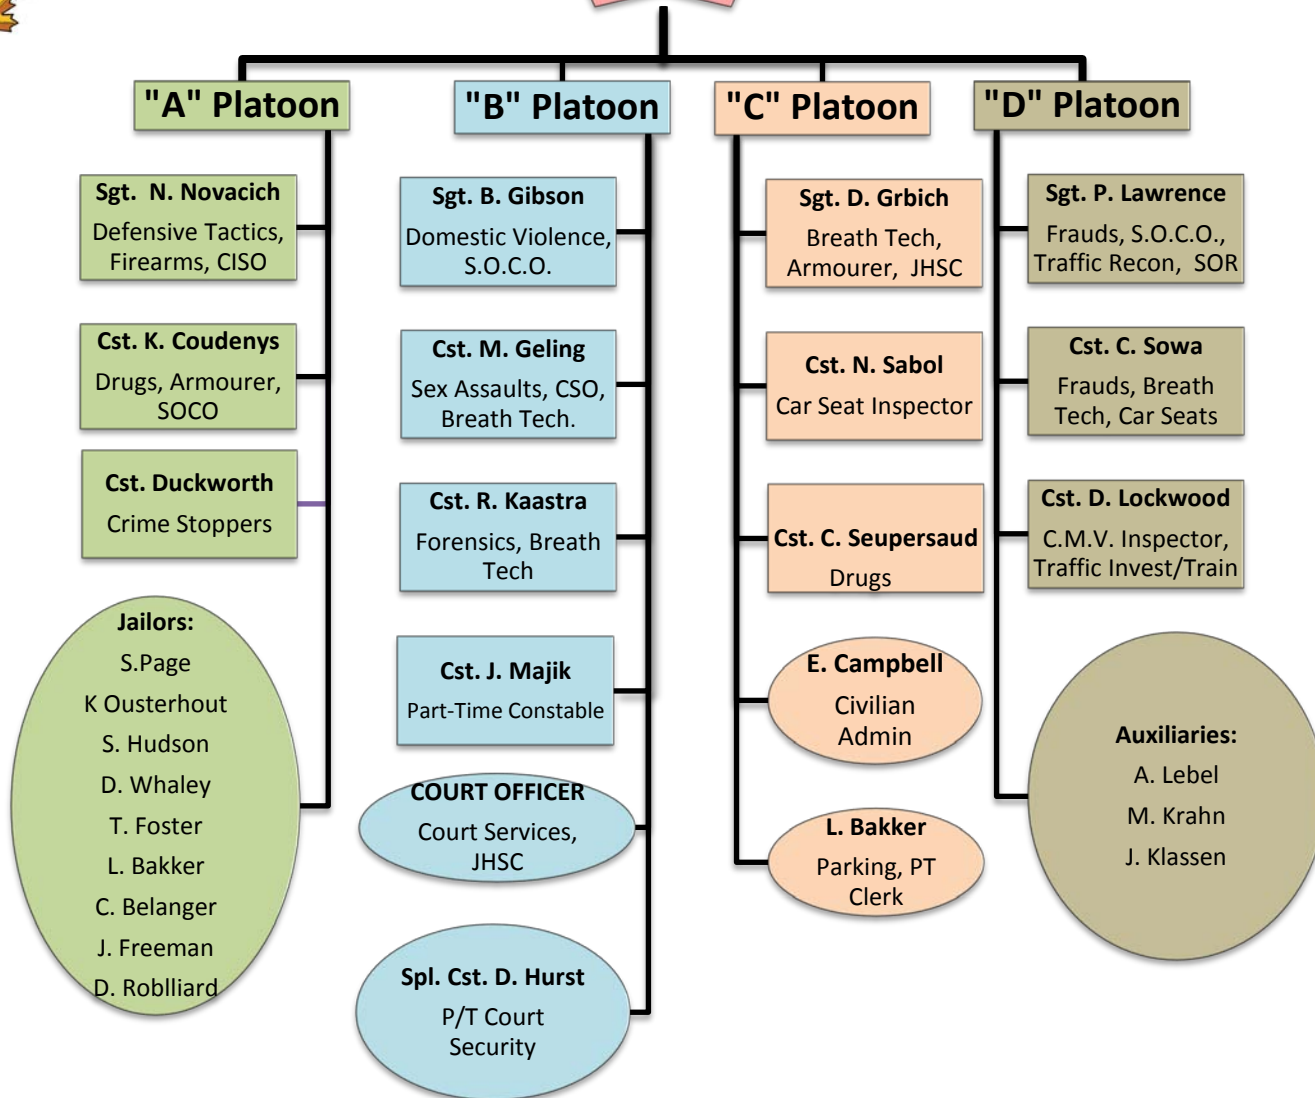 "A" Platoon
Sgt.  N. Novacich
Defensive Tactics,
Firearms, CISO
Cst. K. Coudenys
Drugs, Armourer,
SOCO
Cst. Duckworth
Crime Stoppers
Jailors:
S.Page
K Ousterhout
S. Hudson
D. Whaley
T. Foster
L. Bakker
C. Belanger
J. Freeman
D. Roblliard
"B" Platoon
Sgt. B. Gibson
Domestic Violence,
S.O.C.O.
Cst. M. Geling
Sex Assaults, CSO,
Breath Tech.
Cst. R. Kaastra
Forensics, Breath
Tech
Cst. J. Majik
Part-Time Constable
COURT OFFICER
Court Services,
JHSC
Spl. Cst. D. Hurst
P/T Court
Security
"C" Platoon
Sgt. D. Grbich
Breath Tech,
Armourer,  JHSC
Cst. N. Sabol
Car Seat Inspector
Cst. C. Seupersaud
Drugs
E. Campbell
Civilian
Admin
L. Bakker
Parking, PT
Clerk
"D" Platoon
Sgt. P. Lawrence
Frauds, S.O.C.O.,
Traffic Recon,  SOR
Cst. C. Sowa
Frauds, Breath
Tech, Car Seats
Cst. D. Lockwood
C.M.V. Inspector,
Traffic Invest/Train
Auxiliaries:
A. Lebel
M. Krahn
J. Klassen